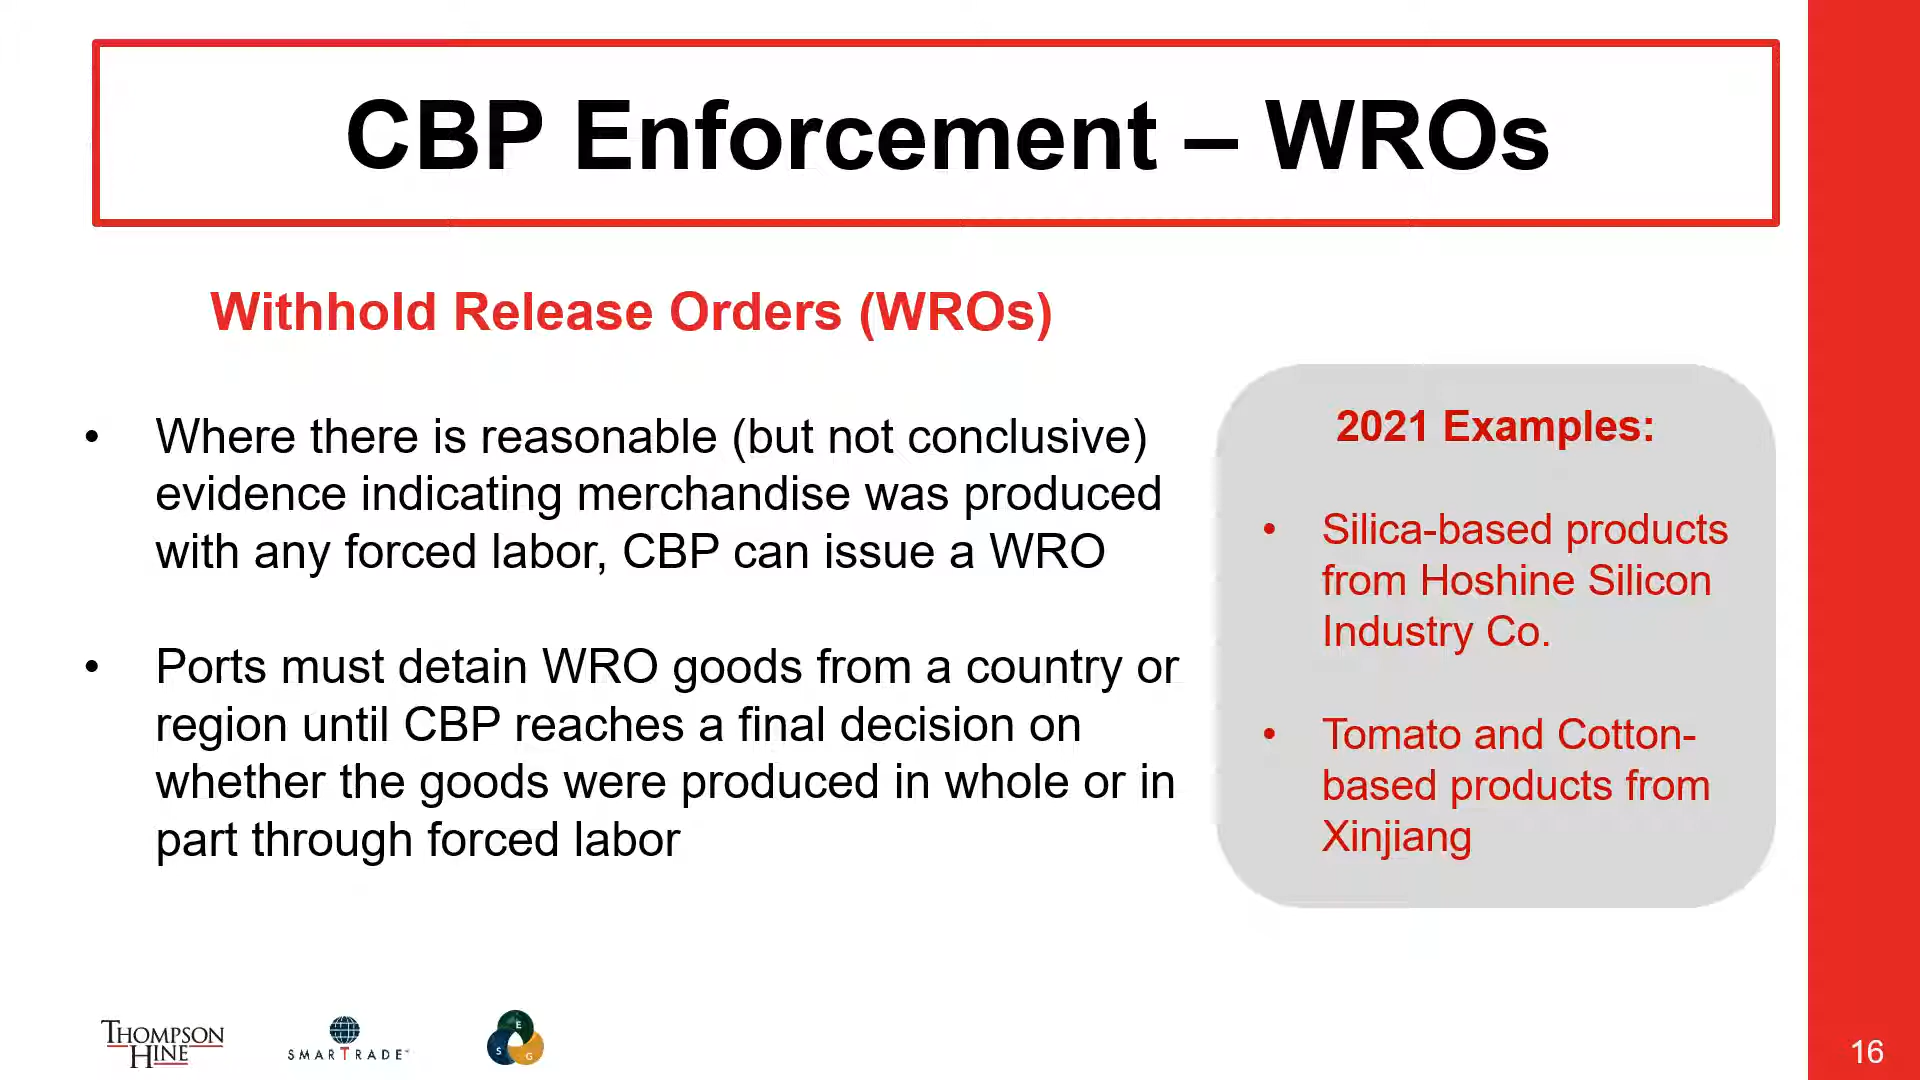 CBP Enforcement – WROs
Withhold Release Orders (WROs)
• Where there is reasonable (but not conclusive)
evidence indicating merchandise was produced
with any forced labor, CBP can issue a WRO
• Ports must detain WRO goods from a country or
region until CBP reaches a final decision on
whether the goods were produced in whole or in
part through forced labor
2021 Examples:
• Silica-based products
from Hoshine Silicon
Industry Co.
• Tomato and Cotton-
based products from
Xinjiang
THOMPSON
HINE
SMARTRADE™
E
S
G
16